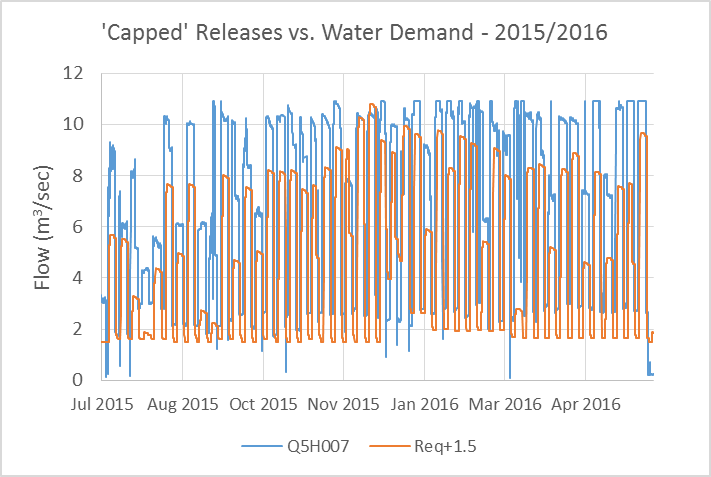 'Capped' Releases vs. Water Demand - 2015/2016
Flow (m³/sec)
12
10
8
6
4
2
0
Jul 2015 Aug 2015 Oct 2015 Nov 2015 Jan 2016 Mar 2016 Apr 2016
Q5H007 Req+1.5